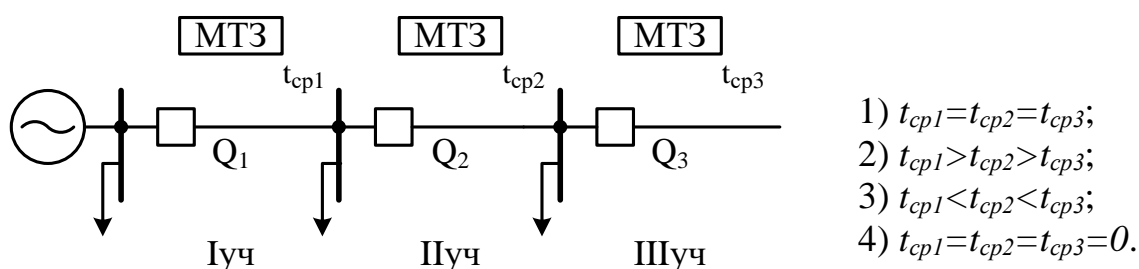 МТЗ МТЗ МТЗ
tср1 tср2 tср3
Q1 Q2 Q3
Iуч IIуч IIIуч
1) tср1=tср2=tср3;
2) tср1>tср2>tср3;
3) tср1<tср2<tср3;
4) tср1=tср2=tср3=0.